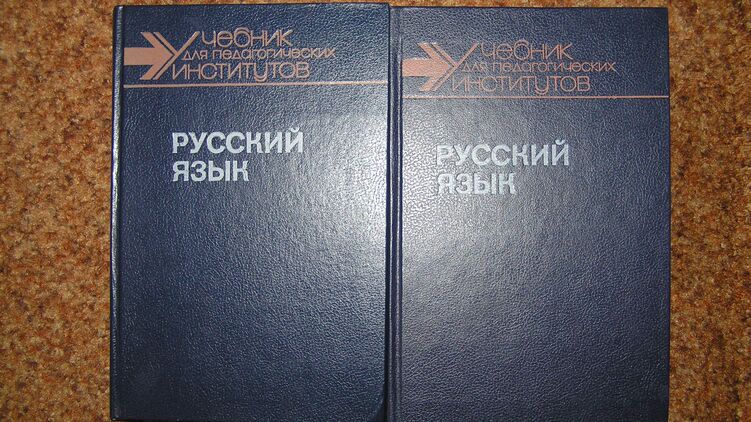 Учебник
для педагогических
институтов
РУССКИЙ
ЯЗЫК
Учебник
для педагогических
институтов
РУССКИЙ
ЯЗЫК